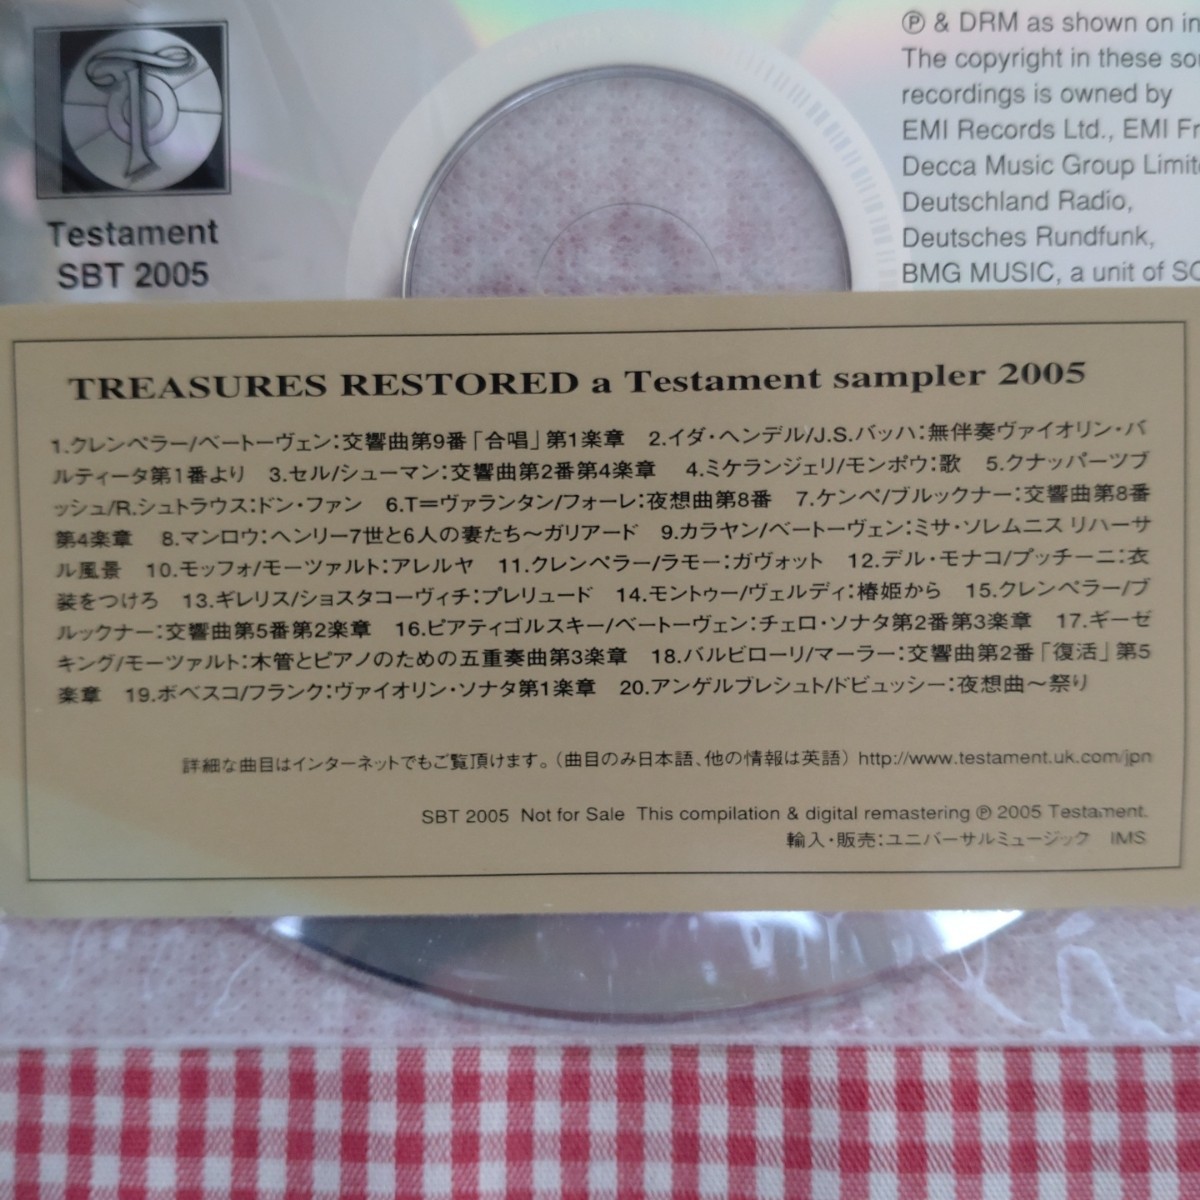 Testament
SBT 2005
℗ & DRM as shown on
The copyright in these
recordings is owned by
EMI Records Ltd., EMI
Decca Music Group
Deutschland Radio,
Deutsches Rundfunk,
BMG MUSIC, a unit of
TREASURES RESTORED a Testament sampler 2005
1.クレンペラー/ベートーヴェン:交響曲第9番「合唱」第1楽章 2.イダ・ヘンデル/J.S.バッハ:無伴奏ヴァイオリン・パ
ルティータ第1番より 3.セル/シューマン:交響曲第2番第4楽章 4.ミケランジェリ/モンポウ:歌 5.クナッパーツブ
ッシュ/R.シュトラウス:ドン・ファン 6.T=ヴァランタン/フォーレ:夜想曲第8番 7.ケンペ/ブルックナー:交響曲第8番
第4楽章 8.マンロウ:ヘンリー7世と6人の妻たち〜ガリアード 9.カラヤン/ベートーヴェン:ミサ・ソレムニス リハーサ
ル風景 10.モッフォ/モーツァルト:アレルヤ 11.クレンペラー/ラモー:ガヴォット 12.デル・モナコ/プッチーニ:衣
装をつけろ 13.ギレリス/ショスタコーヴィチ:プレリュード 14.モントゥー/ヴェルディ:椿姫から 15.クレンペラー/ブ
ルックナー:交響曲第5番第2楽章 16.ピアティゴルスキー/ベートーヴェン:チェロ・ソナタ第2番第3楽章 17.ギーゼ
キング/モーツァルト:木管とピアノのための五重奏曲第3楽章 18.バルビローリ/マーラー:交響曲第2番「復活」第5
楽章 19.ボベスコ/フランク:ヴァイオリン・ソナタ第1楽章 20.アンゲルブレシュト/ドビュッシー:夜想曲〜祭り
詳細な曲目はインターネットでもご覧頂けます。(曲目のみ日本語、他の情報は英語) http://www.testament.uk.com/jpn
SBT 2005 Not for Sale This compilation & digital remastering ℗ 2005 Testament.
輸入・販売:ユニバーサルミュージック IMS